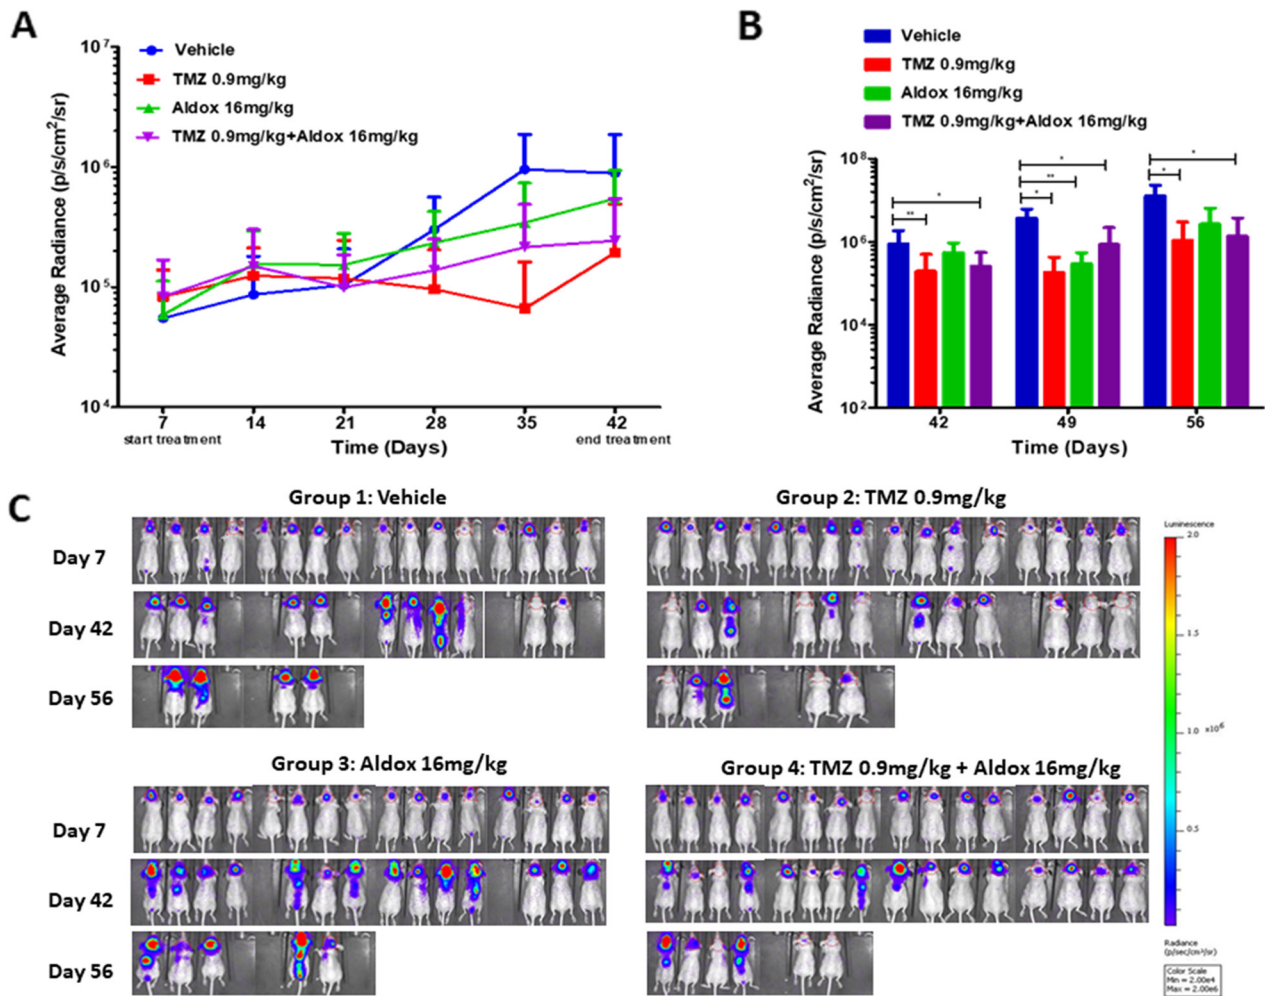 A
Vehicle
TMZ 0.9mg/kg
Aldox 16mg/kg
TMZ 0.9mg/kg+Aldox 16mg/kg
Average Radiance (p/s/cm²/sr)
10⁷
10⁶
10⁵
10⁴
7 14 21 28 35 42
start treatment end treatment
Time (Days)
B
Vehicle
TMZ 0.9mg/kg
Aldox 16mg/kg
TMZ 0.9mg/kg+Aldox 16mg/kg
Average Radiance (p/s/cm²/sr)
10⁸
10⁶
10⁴
10²
** *
* ** *
* *
42 49 56
Time (Days)
C
Group 1: Vehicle
Day 7
Day 42
Day 56
Group 2: TMZ 0.9mg/kg
Group 3: Aldox 16mg/kg
Day 7
Day 42
Day 56
Group 4: TMZ 0.9mg/kg + Aldox 16mg/kg
Luminescence
2.0
1.5
1.0 x10⁶
0.5
Radiance
(p/sec/cm²/sr)
Color Scale
Min = 2.00e4
Max = 2.00e6